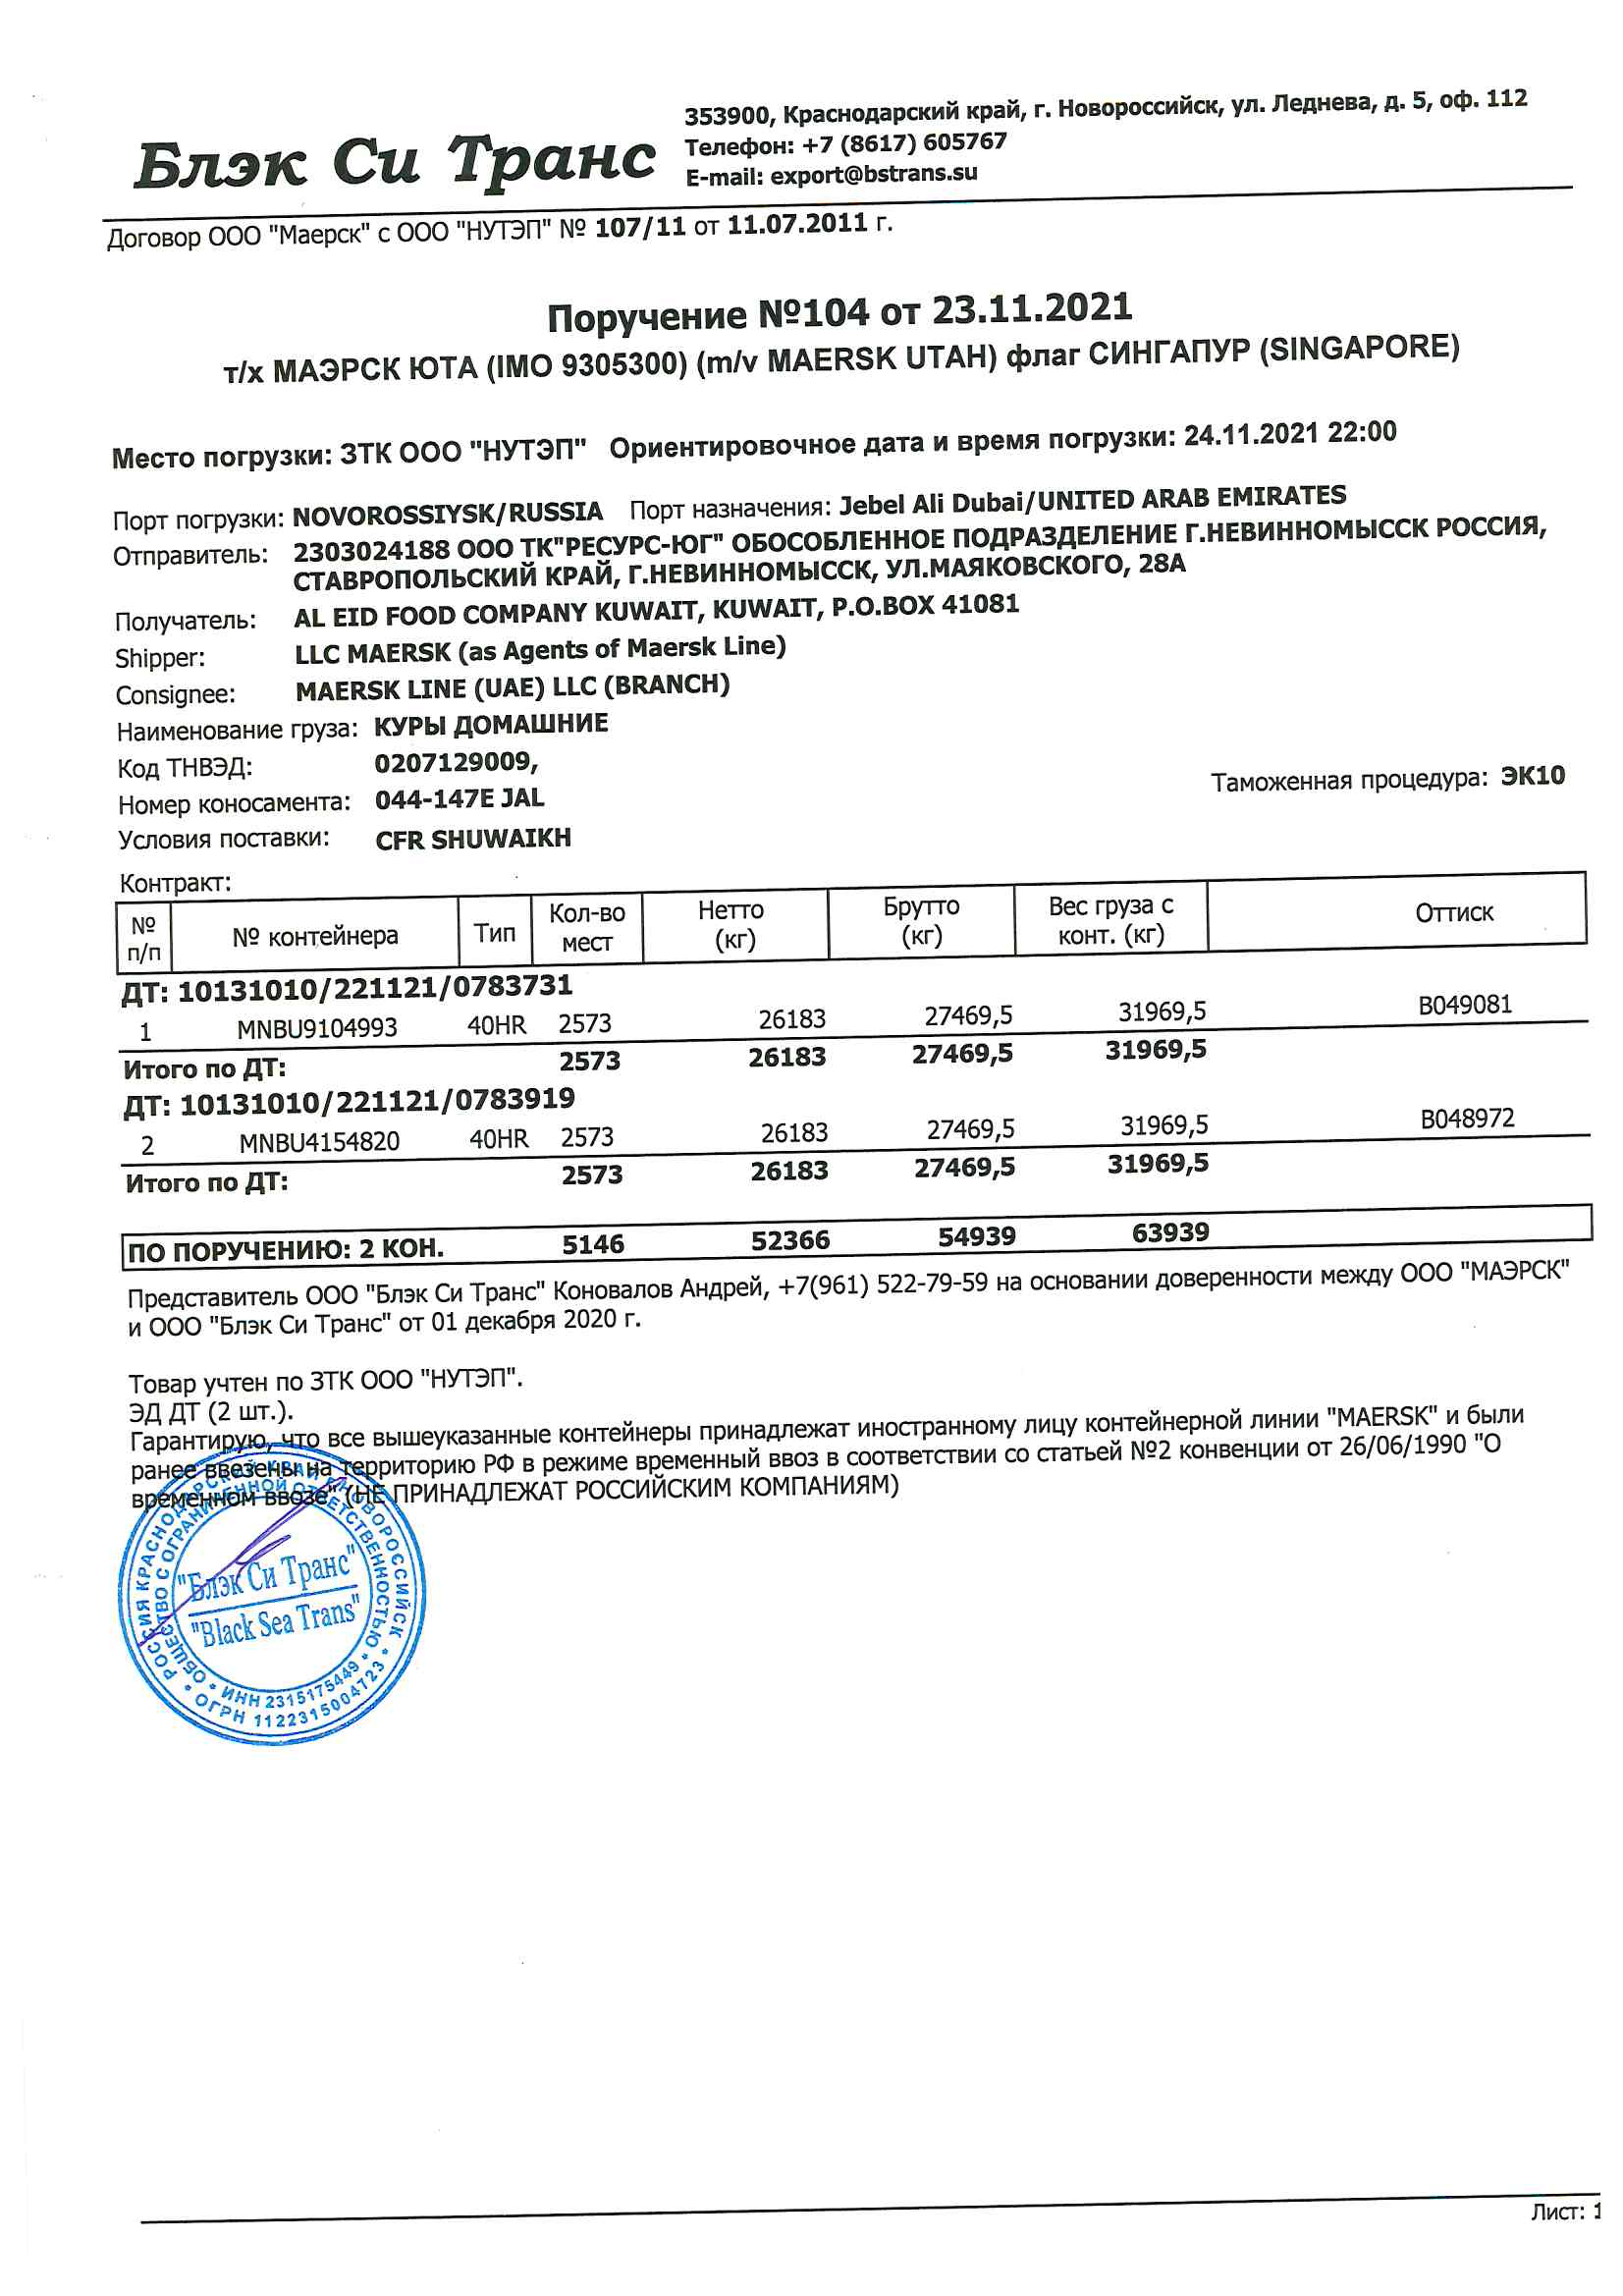 Блэк Си Транс
353900, Краснодарский край, г. Новороссийск, ул. Леднева, д. 5, оф. 112
Телефон: +7 (8617) 605767
E-mail: export@bstrans.su
Договор ООО "Маерск" с ООО "НУТЭП" № 107/11 от 11.07.2011 г.
Поручение №104 от 23.11.2021
т/х МАЭРСК ЮТА (IMO 9305300) (m/v MAERSK UTAH) флаг СИНГАПУР (SINGAPORE)
Место погрузки: ЗТК ООО "НУТЭП" Ориентировочное дата и время погрузки: 24.11.2021 22:00
Порт погрузки: NOVOROSSIYSK/RUSSIA Порт назначения: Jebel Ali Dubai/UNITED ARAB EMIRATES
Отправитель: 2303024188 ООО ТК"РЕСУРС-ЮГ" ОБОСОБЛЕННОЕ ПОДРАЗДЕЛЕНИЕ Г.НЕВИННОМЫССК РОССИЯ,
СТАВРОПОЛЬСКИЙ КРАЙ, Г.НЕВИННОМЫССК, УЛ.МАЯКОВСКОГО, 28А
Получатель: AL EID FOOD COMPANY KUWAIT, KUWAIT, P.O.BOX 41081
Shipper: LLC MAERSK (as Agents of Maersk Line)
Consignee: MAERSK LINE (UAE) LLC (BRANCH)
Наименование груза: КУРЫ ДОМАШНИЕ
Код ТНВЭД: 0207129009,
Номер коносамента: 044-147E JAL Таможенная процедура: ЭК10
Условия поставки: CFR SHUWAIKH
Контракт:
№ п/п № контейнера Тип Кол-во мест Нетто (кг) Брутто (кг) Вес груза с конт. (кг) Оттиск
ДТ: 10131010/221121/0783731
1 MNBU9104993 40HR 2573 26183 27469,5 31969,5 B049081
Итого по ДТ: 2573 26183 27469,5 31969,5
ДТ: 10131010/221121/0783919
2 MNBU4154820 40HR 2573 26183 27469,5 31969,5 B048972
Итого по ДТ: 2573 26183 27469,5 31969,5
ПО ПОРУЧЕНИЮ: 2 КОН. 5146 52366 54939 63939
Представитель ООО "Блэк Си Транс" Коновалов Андрей, +7(961) 522-79-59 на основании доверенности между ООО "МАЭРСК"
и ООО "Блэк Си Транс" от 01 декабря 2020 г.
Товар учтен по ЗТК ООО "НУТЭП".
ЭД ДТ (2 шт.).
Гарантирую, что все вышеуказанные контейнеры принадлежат иностранному лицу контейнерной линии "MAERSK" и были
ранее ввезены на территорию РФ в режиме временный ввоз в соответствии со статьей №2 конвенции от 26/06/1990 "О
временном ввозе" (НЕ ПРИНАДЛЕЖАТ РОССИЙСКИМ КОМПАНИЯМ)
РОССИЯ КРАСНОДАРСКИЙ КРАЙ Г. НОВОРОССИЙСК • ОГРН 1122315004723 •
ОБЩЕСТВО С ОГРАНИЧЕННОЙ ОТВЕТСТВЕННОСТЬЮ • ИНН 2315175449 •
"Блэк Си Транс"
"Black Sea Trans"
Лист: 1